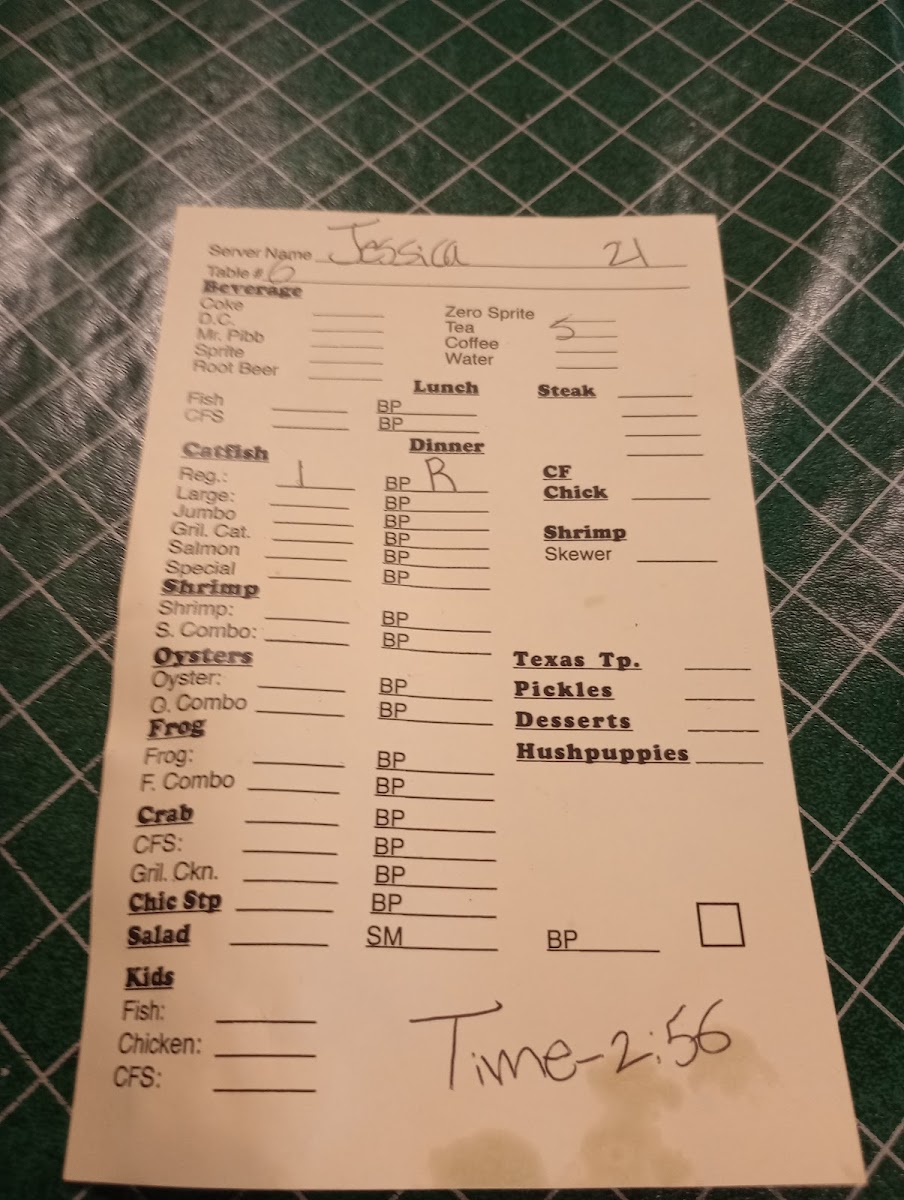 Server Name Jessica 21
Table # 6
Beverage
Coke
D.C.
Mr. Pibb
Sprite
Root Beer
Zero Sprite
Tea 5
Coffee
Water
Lunch
Fish BP
CFS BP
Steak
Catfish Dinner
Reg.: 1 BP R
Large: BP
Jumbo BP
Gril. Cat. BP
Salmon BP
Special BP
CF
Chick
Shrimp
Skewer
Shrimp
Shrimp: BP
S. Combo: BP
Oysters
Oyster: BP
O. Combo BP
Frog
Frog: BP
F. Combo BP
Crab BP
CFS: BP
Gril. Ckn. BP
Chic Stp BP
Salad SM BP
Texas Tp.
Pickles
Desserts
Hushpuppies
Kids
Fish:
Chicken:
CFS:
Time-2:56